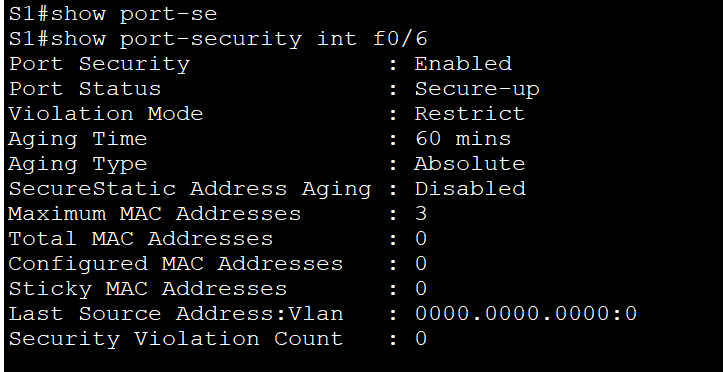 S1#show port-se
S1#show port-security int f0/6
Port Security              : Enabled
Port Status                : Secure-up
Violation Mode             : Restrict
Aging Time                 : 60 mins
Aging Type                 : Absolute
SecureStatic Address Aging : Disabled
Maximum MAC Addresses      : 3
Total MAC Addresses        : 0
Configured MAC Addresses   : 0
Sticky MAC Addresses       : 0
Last Source Address:Vlan   : 0000.0000.0000:0
Security Violation Count   : 0